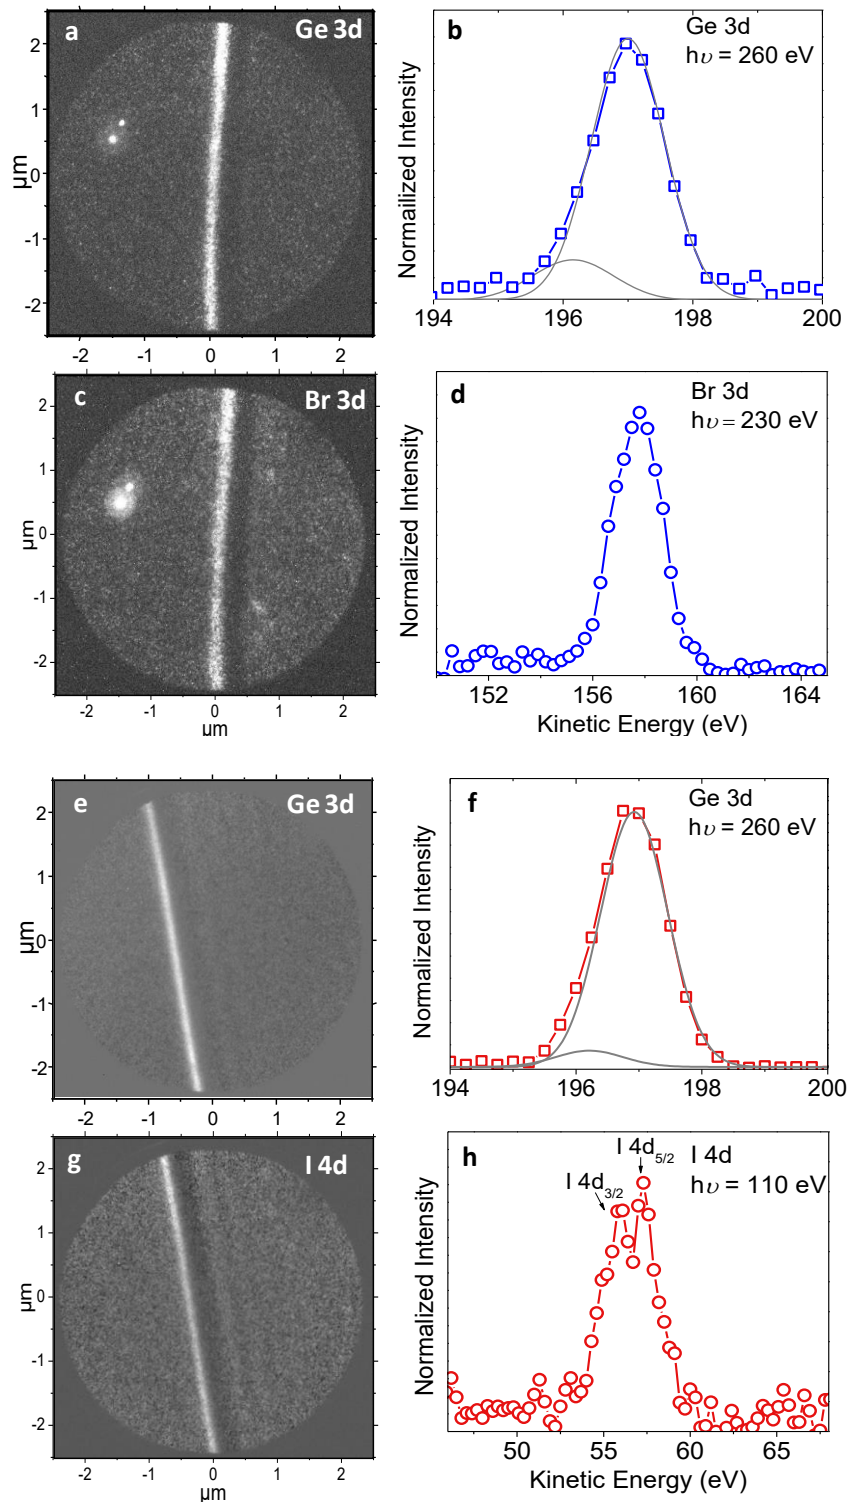 a
Ge 3d
2
1
0
-1
-2
µm
-2
-1
0
1
2
b
Ge 3d
hυ = 260 eV
Normailized Intensity
194
196
198
200
c
Br 3d
2
1
0
-1
-2
µm
-2
-1
0
1
2
µm
d
Br 3d
hυ = 230 eV
Normalized Intensity
152
156
160
164
Kinetic Energy (eV)
e
Ge 3d
2
1
0
-1
-2
µm
-2
-1
0
1
2
f
Ge 3d
hυ = 260 eV
Normalized Intensity
194
196
198
200
g
I 4d
2
1
0
-1
-2
µm
-2
-1
0
1
2
µm
h
I 4d5/2
I 4d3/2
I 4d
hυ = 110 eV
Normalized Intensity
50
55
60
65
Kinetic Energy (eV)